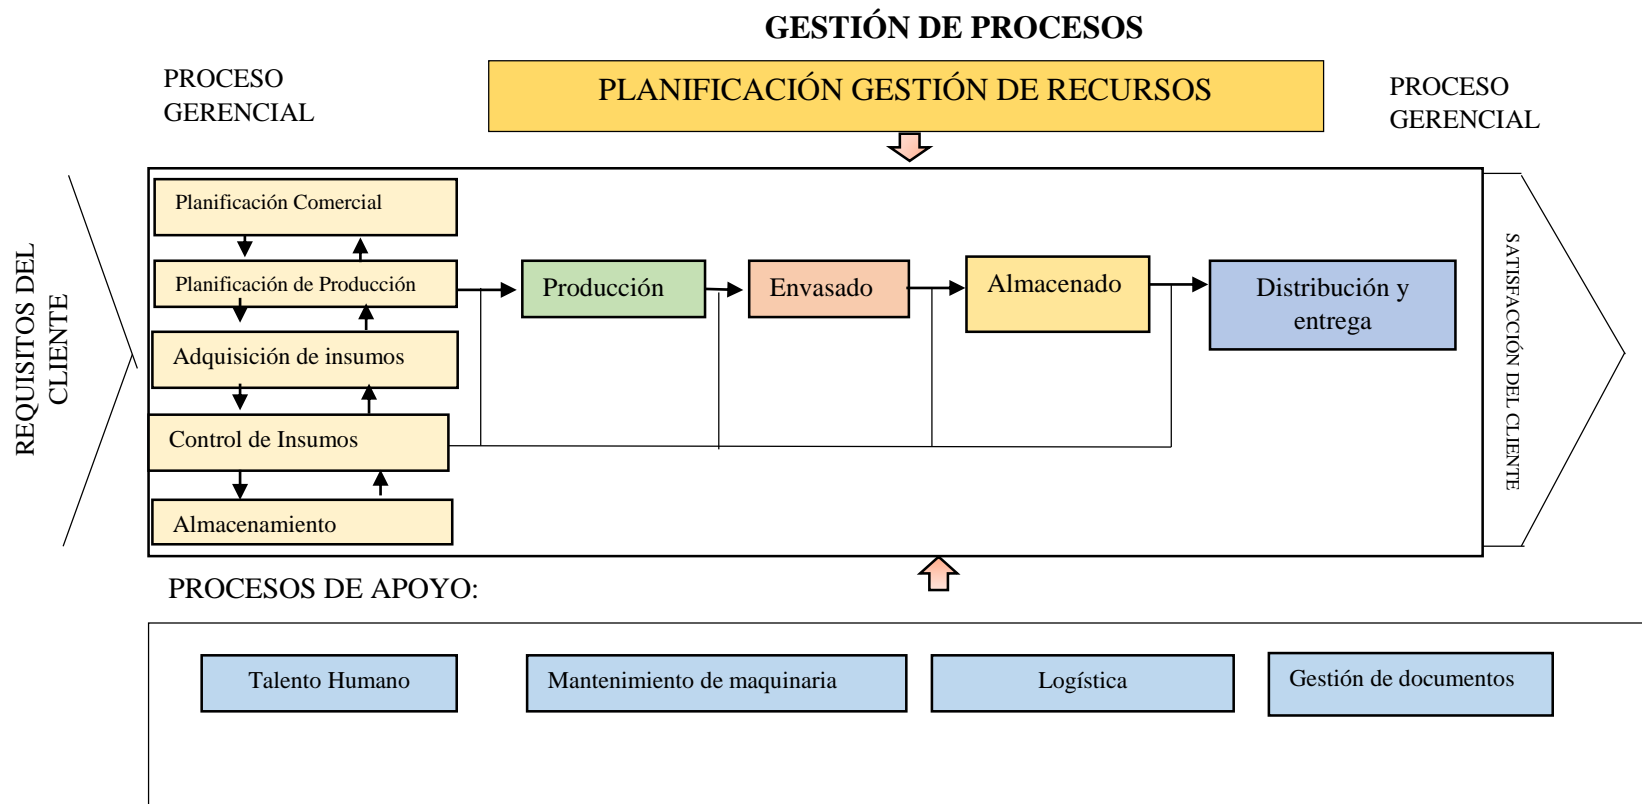 GESTIÓN DE PROCESOS
PROCESO
GERENCIAL
PLANIFICACIÓN GESTIÓN DE RECURSOS
PROCESO
GERENCIAL
REQUISITOS DEL
CLIENTE
Planificación Comercial
Planificación de Producción
Adquisición de insumos
Control de Insumos
Almacenamiento
Producción
Envasado
Almacenado
Distribución y
entrega
SATISFACCIÓN DEL CLIENTE
PROCESOS DE APOYO:
Talento Humano
Mantenimiento de maquinaria
Logística
Gestión de documentos